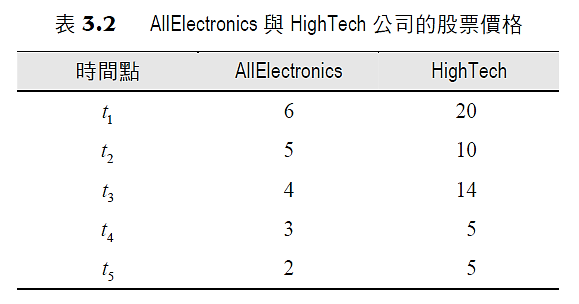 表 3.2 AllElectronics 與 HighTech 公司的股票價格
時間點 AllElectronics HighTech
t1 6 20
t2 5 10
t3 4 14
t4 3 5
t5 2 5